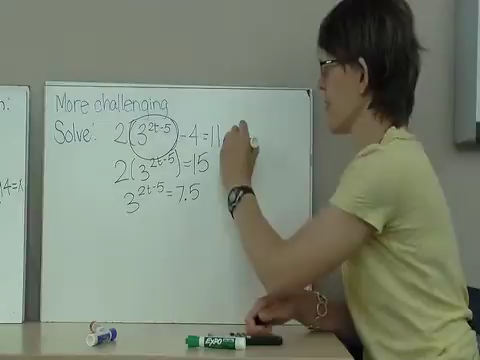 More challenging
Solve: 2(3^{2t-5})-4=11
2(3^{2t-5})=15
3^{2t-5}=7.5
EXPO